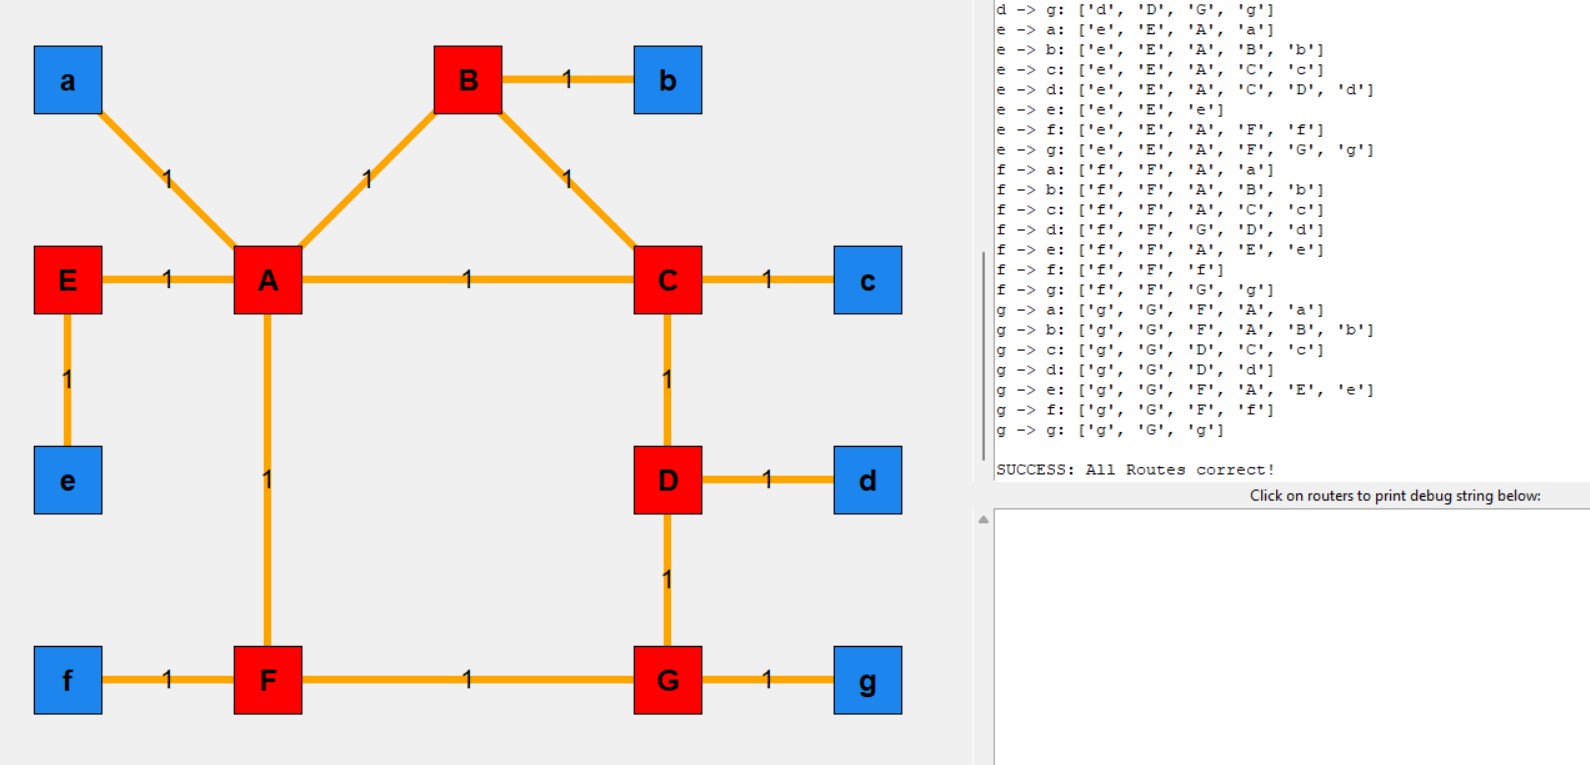 a
B
1
b
1
1
1
E
1
A
1
C
1
c
1
1
e
1
D
1
d
1
f
1
F
1
G
1
g
d -> g: ['d', 'D', 'G', 'g']
e -> a: ['e', 'E', 'A', 'a']
e -> b: ['e', 'E', 'A', 'B', 'b']
e -> c: ['e', 'E', 'A', 'C', 'c']
e -> d: ['e', 'E', 'A', 'C', 'D', 'd']
e -> e: ['e', 'E', 'e']
e -> f: ['e', 'E', 'A', 'F', 'f']
e -> g: ['e', 'E', 'A', 'F', 'G', 'g']
f -> a: ['f', 'F', 'A', 'a']
f -> b: ['f', 'F', 'A', 'B', 'b']
f -> c: ['f', 'F', 'A', 'C', 'c']
f -> d: ['f', 'F', 'G', 'D', 'd']
f -> e: ['f', 'F', 'A', 'E', 'e']
f -> f: ['f', 'F', 'f']
f -> g: ['f', 'F', 'G', 'g']
g -> a: ['g', 'G', 'F', 'A', 'a']
g -> b: ['g', 'G', 'F', 'A', 'B', 'b']
g -> c: ['g', 'G', 'D', 'C', 'c']
g -> d: ['g', 'G', 'D', 'd']
g -> e: ['g', 'G', 'F', 'A', 'E', 'e']
g -> f: ['g', 'G', 'F', 'f']
g -> g: ['g', 'G', 'g']
SUCCESS: All Routes correct!
Click on routers to print debug string below: